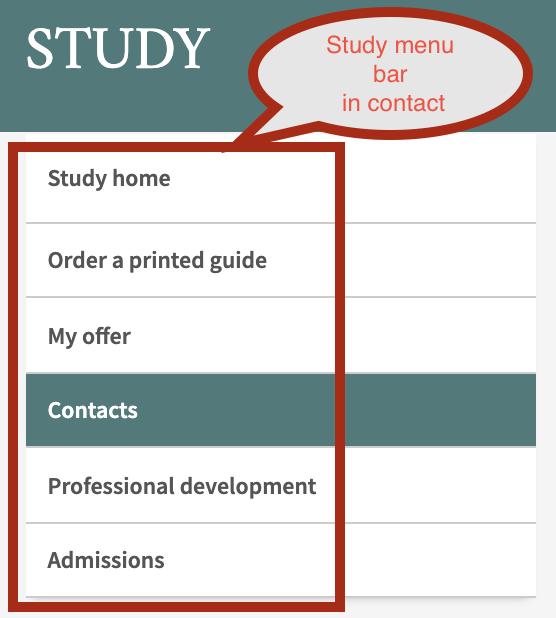 STUDY
Study menu
bar
in contact
Study home
Order a printed guide
My offer
Contacts
Professional development
Admissions